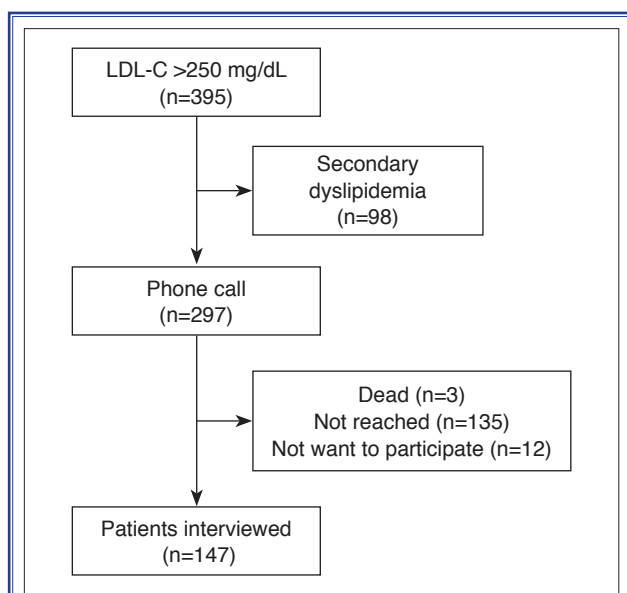 LDL-C >250 mg/dL
(n=395)
Secondary
dyslipidemia
(n=98)
Phone call
(n=297)
Dead (n=3)
Not reached (n=135)
Not want to participate (n=12)
Patients interviewed
(n=147)